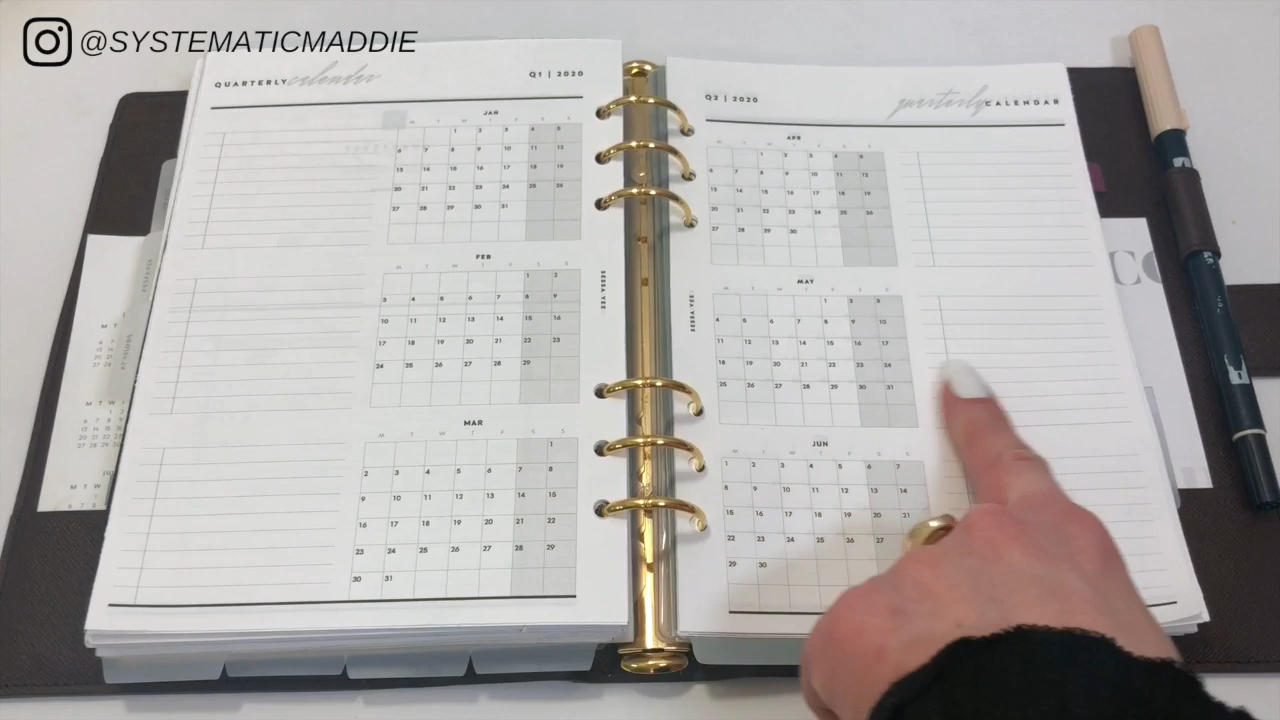 @SYSTEMATICMADDIE
QUARTERLY calendar
Q1 | 2020
JAN
1 2 3 4 5
6 7 8 9 10 11 12
13 14 15 16 17 18 19
20 21 22 23 24 25 26
27 28 29 30 31
FEB
M T W T F S S
1 2
3 4 5 6 7 8 9
10 11 12 13 14 15 16
17 18 19 20 21 22 23
24 25 26 27 28 29
MAR
M T W T F S S
1
2 3 4 5 6 7 8
9 10 11 12 13 14 15
16 17 18 19 20 21 22
23 24 25 26 27 28 29
30 31
SESSA VEE
Q2 | 2020
quarterly CALENDAR
APR
1 2 3 4 5
6 7 8 9 10 11 12
13 14 15 16 17 18 19
20 21 22 23 24 25 26
27 28 29 30
MAY
1 2 3
4 5 6 7 8 9 10
11 12 13 14 15 16 17
18 19 20 21 22 23 24
25 26 27 28 29 30 31
JUN
1 2 3 4 5 6 7
8 9 10 11 12 13 14
15 16 17 18 19 20 21
22 23 24 25 26 27
29 30
SESSA VEE